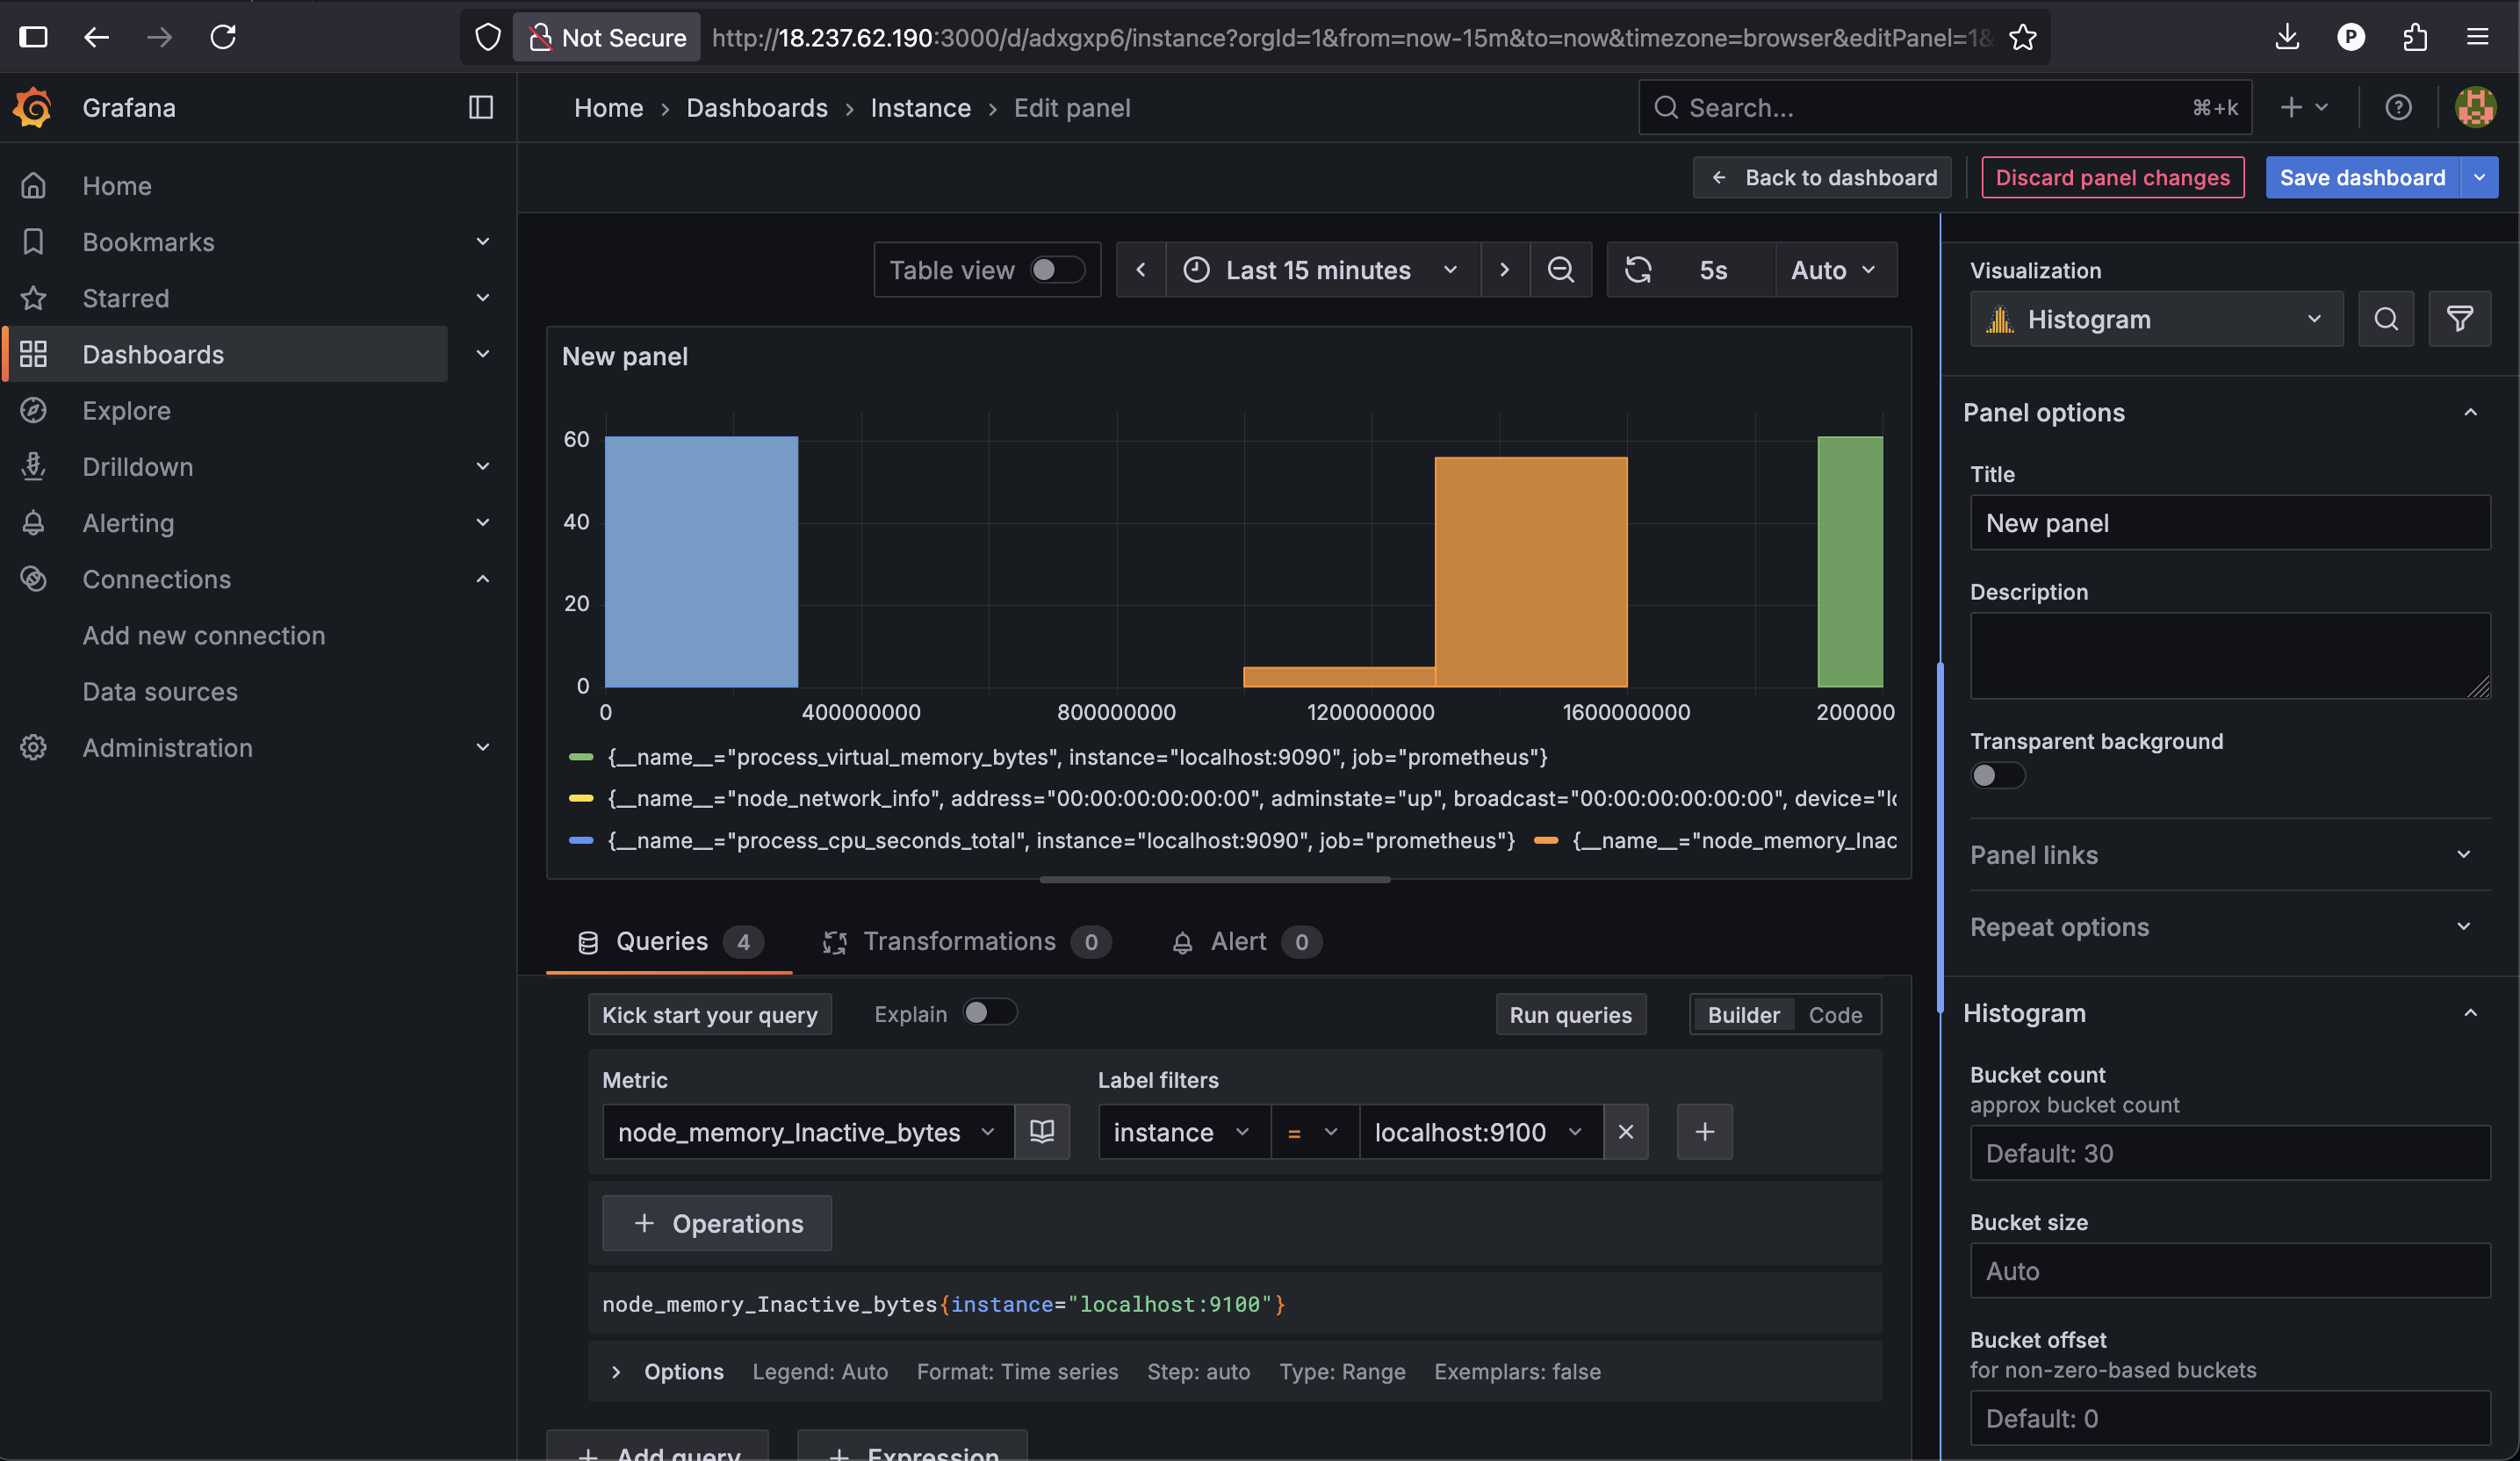 Not Secure http://18.237.62.190:3000/d/adxgxp6/instance?orgId=1&from=now-15m&to=now&timezone=browser&editPanel=1&
P
Grafana
Home › Dashboards › Instance › Edit panel
Search... ⌘+k
Back to dashboard
Discard panel changes
Save dashboard
Home
Bookmarks
Starred
Dashboards
Explore
Drilldown
Alerting
Connections
Add new connection
Data sources
Administration
Table view
Last 15 minutes
5s
Auto
New panel
60
40
20
0
0 400000000 800000000 1200000000 1600000000 200000
{__name__="process_virtual_memory_bytes", instance="localhost:9090", job="prometheus"}
{__name__="node_network_info", address="00:00:00:00:00:00", adminstate="up", broadcast="00:00:00:00:00:00", device="lo
{__name__="process_cpu_seconds_total", instance="localhost:9090", job="prometheus"} {__name__="node_memory_Inac
Queries 4
Transformations 0
Alert 0
Kick start your query
Explain
Run queries
Builder Code
Metric
Label filters
node_memory_Inactive_bytes
instance = localhost:9100
+ Operations
node_memory_Inactive_bytes{instance="localhost:9100"}
Options Legend: Auto Format: Time series Step: auto Type: Range Exemplars: false
+ Add query
+ Expression
Visualization
Histogram
Panel options
Title
New panel
Description
Transparent background
Panel links
Repeat options
Histogram
Bucket count
approx bucket count
Default: 30
Bucket size
Auto
Bucket offset
for non-zero-based buckets
Default: 0